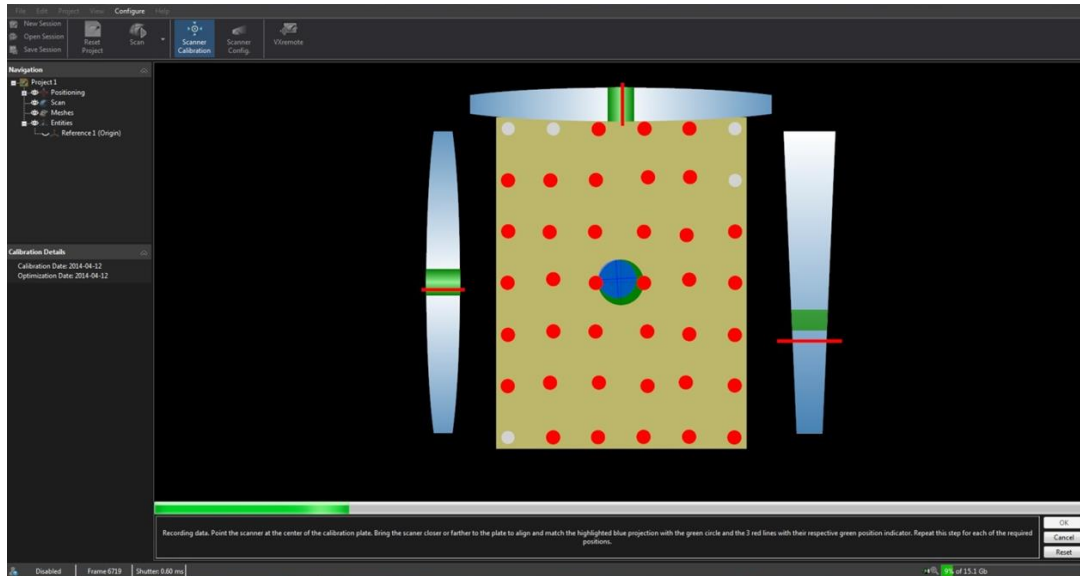 File Edit Project View Configure Help
New Session
Open Session
Save Session
Reset
Project
Scan
Scanner
Calibration
Scanner
Config.
VXremote
Navigation
Project 1
Positioning
Scan
Meshes
Entities
Reference 1 (Origin)
Calibration Details
Calibration Date: 2014-04-12
Optimization Date: 2014-04-12
Recording data. Point the scanner at the center of the calibration plate. Bring the scanner closer or farther to the plate to align and match the highlighted blue projection with the green circle and the 3 red lines with their respective green position indicator. Repeat this step for each of the required
positions.
OK
Cancel
Reset
Disabled Frame 6719 Shutter: 0.60 ms 9% of 15.1 Gb